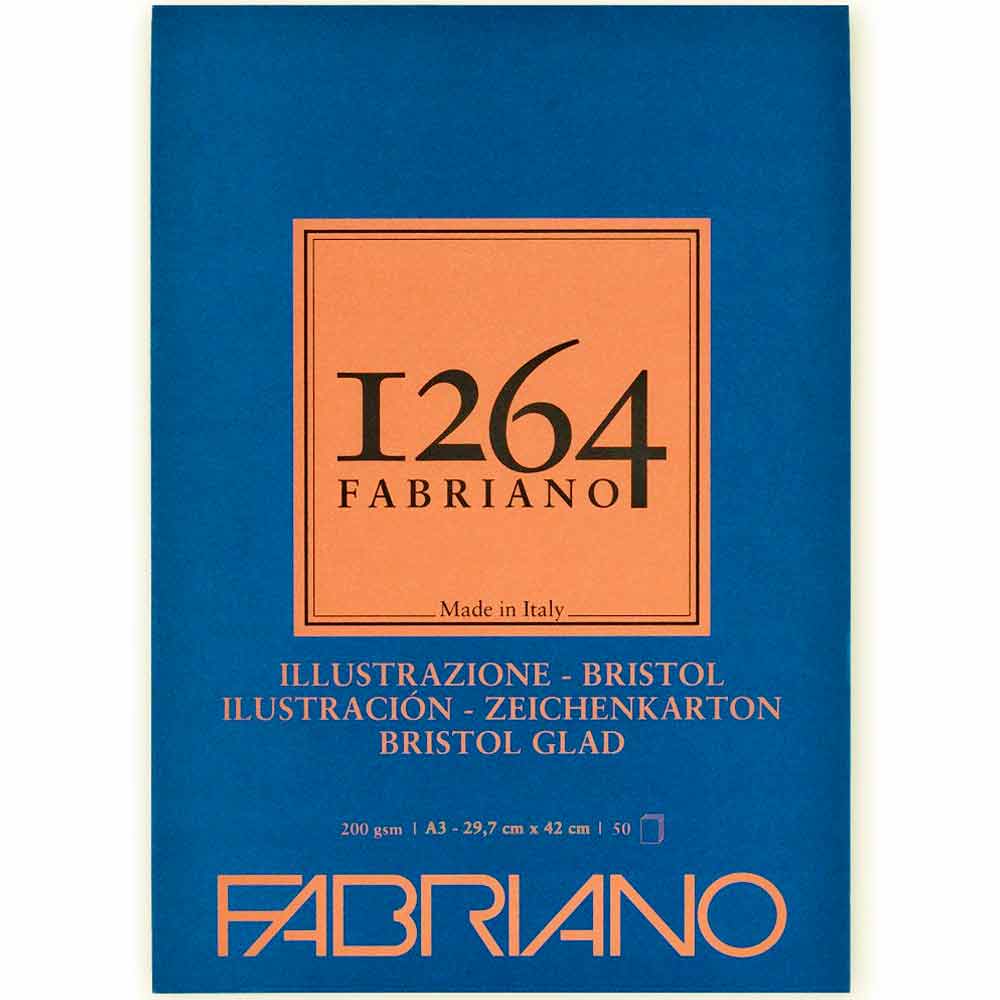 1264
FABRIANO
Made in Italy
ILLUSTRAZIONE - BRISTOL
ILUSTRACIÓN - ZEICHENKARTON
BRISTOL GLAD
200 gsm | A3 - 29,7 cm x 42 cm | 50
FABRIANO